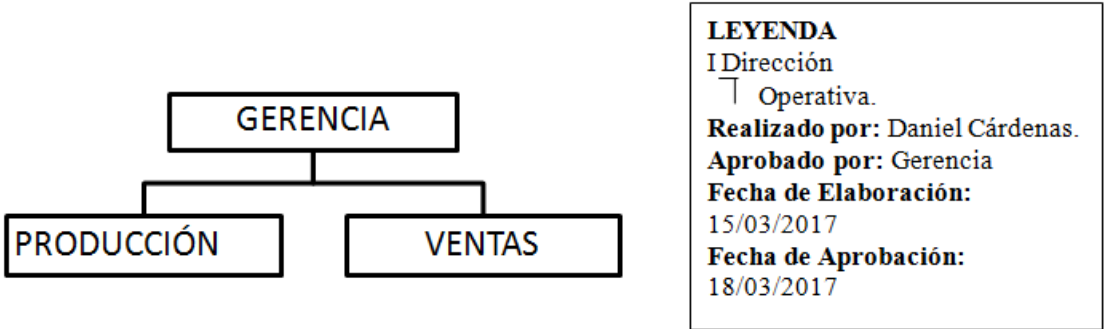 GERENCIA
PRODUCCIÓN
VENTAS
LEYENDA
I Dirección
Operativa.
Realizado por: Daniel Cárdenas.
Aprobado por: Gerencia
Fecha de Elaboración:
15/03/2017
Fecha de Aprobación:
18/03/2017